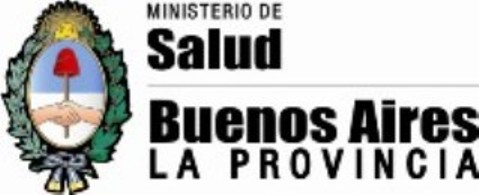 MINISTERIO DE
Salud
Buenos Aires
LA PROVINCIA